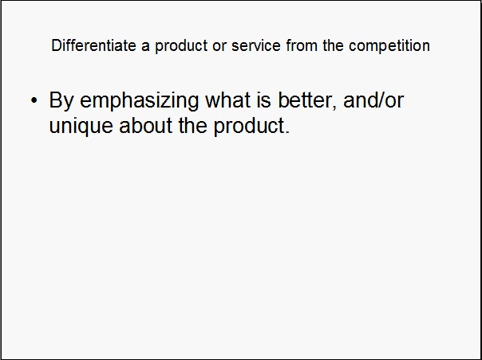 Differentiate a product or service from the competition
• By emphasizing what is better, and/or
unique about the product.